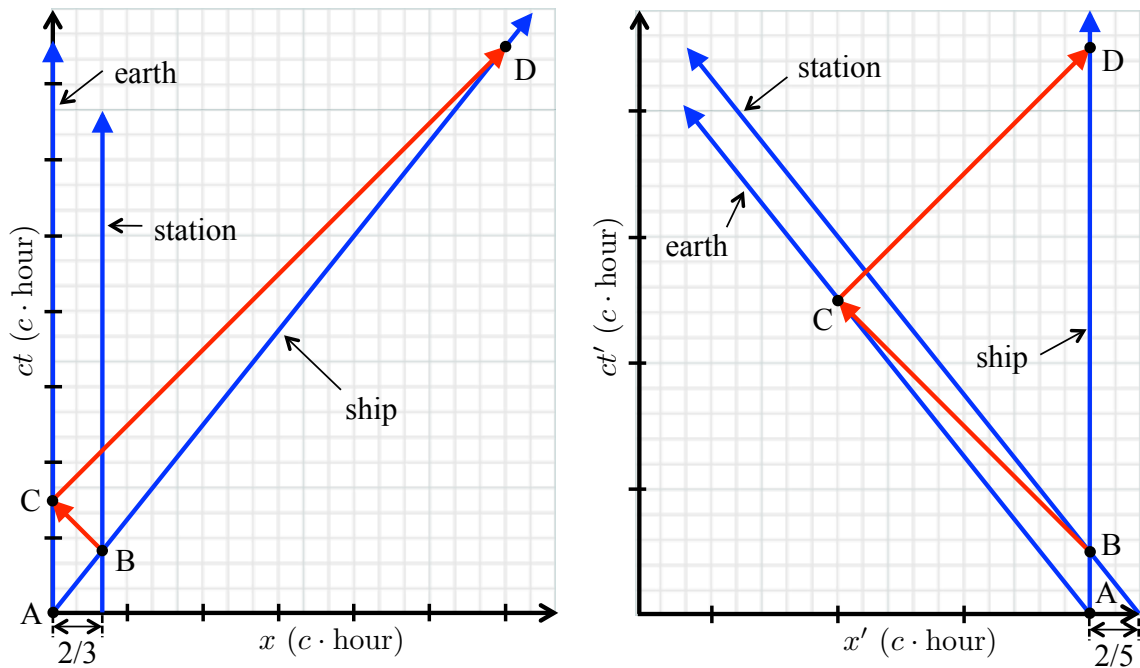 earth
D
station
ct (c · hour)
ship
C
B
A
x (c · hour)
2/3
station
D
earth
ct′ (c · hour)
C
ship
B
A
x′ (c · hour)
2/5